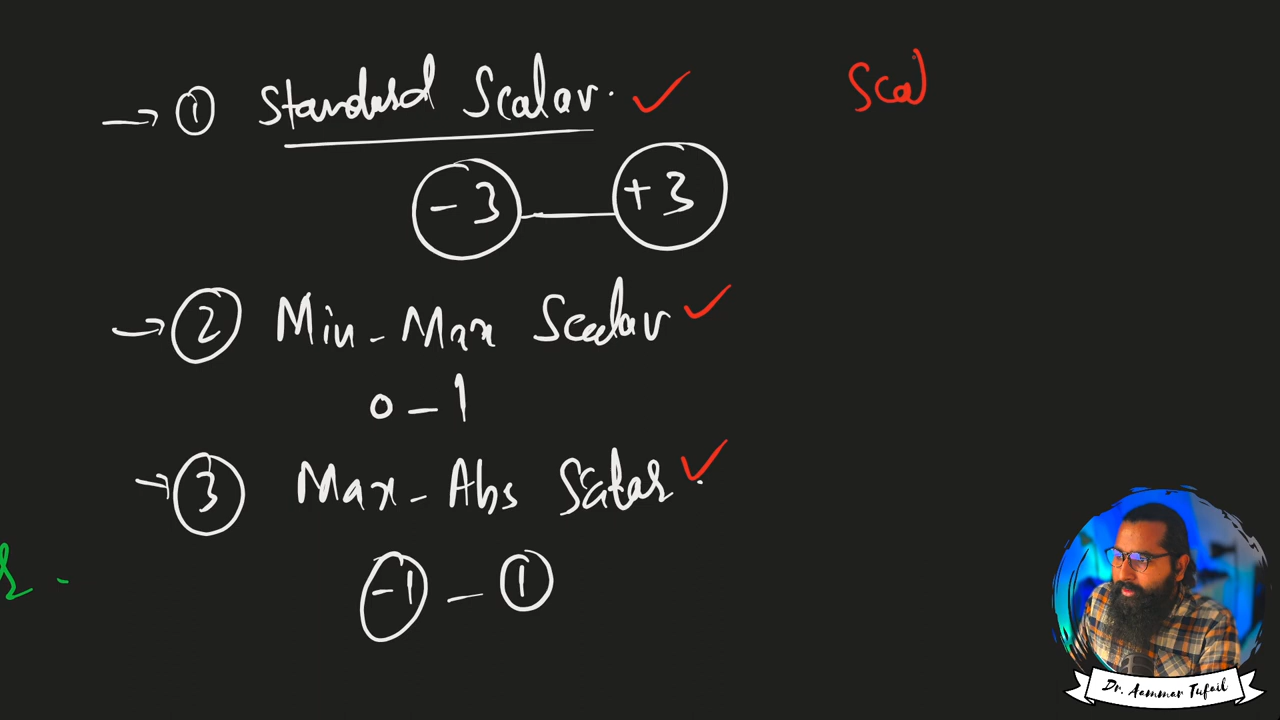 → ① Standard Scalar. ✓
Scal
-3 — +3
→ ② Min-Max Scalar ✓
0 - 1
→ ③ Max-Abs Scalar ✓
-1 - 1
Dr. Aammar Tufail